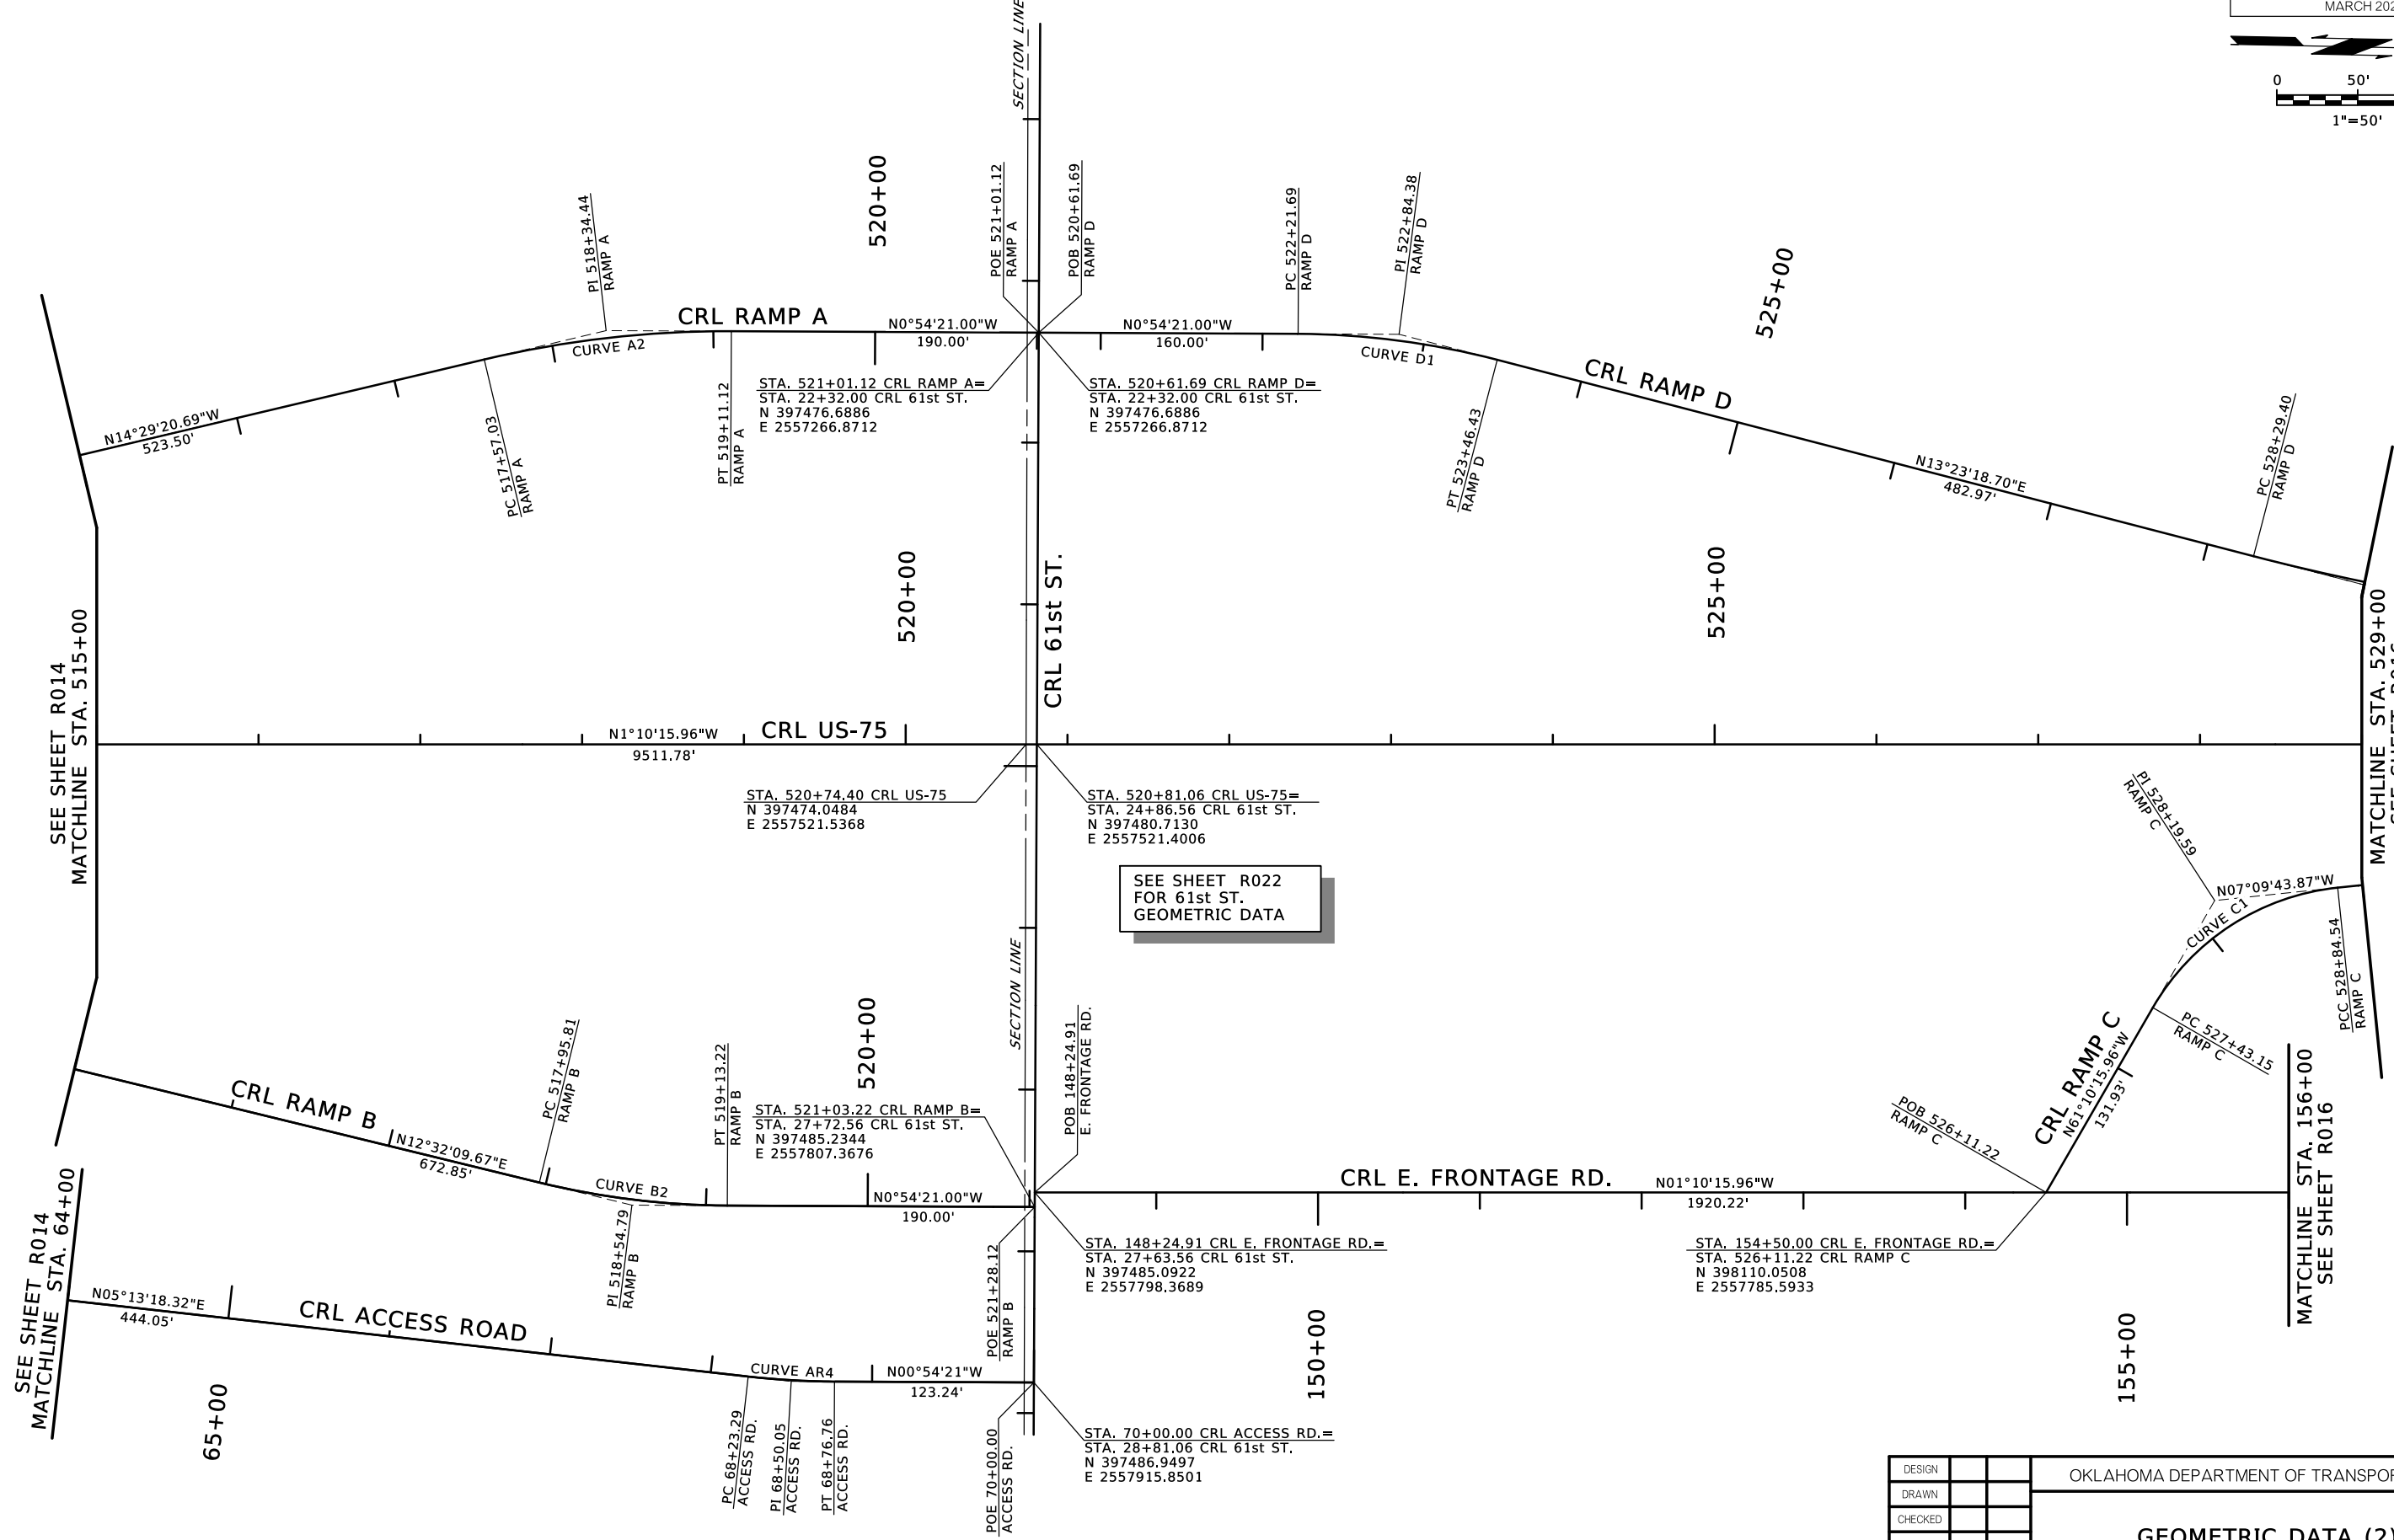 MARCH 202
0 50'
1"=50'
SECTION LINE
520+00
POE 521+01.12
RAMP A
POB 520+61.69
RAMP D
PC 522+21.69
RAMP D
PI 522+84.38
RAMP D
525+00
PI 518+34.44
RAMP A
CRL RAMP A
N0°54'21.00"W
190.00'
N0°54'21.00"W
160.00'
CURVE A2
CURVE D1
CRL RAMP D
STA. 521+01.12 CRL RAMP A=
STA. 22+32.00 CRL 61st ST.
N 397476.6886
E 2557266.8712
STA. 520+61.69 CRL RAMP D=
STA. 22+32.00 CRL 61st ST.
N 397476.6886
E 2557266.8712
N14°29'20.69"W
523.50'
PC 517+57.03
RAMP A
PT 519+11.12
RAMP A
PT 523+46.43
RAMP D
N13°23'18.70"E
482.97'
PC 528+29.40
RAMP D
520+00
CRL 61st ST.
525+00
SEE SHEET R014
MATCHLINE STA. 515+00
MATCHLINE STA. 529+00
N1°10'15.96"W
9511.78'
CRL US-75
STA. 520+74.40 CRL US-75
N 397474.0484
E 2557521.5368
STA. 520+81.06 CRL US-75=
STA. 24+86.56 CRL 61st ST.
N 397480.7130
E 2557521.4006
SEE SHEET R022
FOR 61st ST.
GEOMETRIC DATA
PI 528+19.59
RAMP C
N07°09'43.87"W
CURVE C1
PCC 528+84.54
RAMP C
PC 527+43.15
RAMP C
CRL RAMP C
N61°10'15.96"W
131.93'
POB 526+11.22
RAMP C
SECTION LINE
520+00
POB 148+24.91
E. FRONTAGE RD.
PC 517+95.81
RAMP B
PT 519+13.22
RAMP B
STA. 521+03.22 CRL RAMP B=
STA. 27+72.56 CRL 61st ST.
N 397485.2344
E 2557807.3676
CRL RAMP B
N12°32'09.67"E
672.85'
CURVE B2
N0°54'21.00"W
190.00'
CRL E. FRONTAGE RD.
N01°10'15.96"W
1920.22'
MATCHLINE STA. 156+00
SEE SHEET R016
SEE SHEET R014
MATCHLINE STA. 64+00
PI 518+54.79
RAMP B
POE 521+28.12
RAMP B
STA. 148+24.91 CRL E. FRONTAGE RD.=
STA. 27+63.56 CRL 61st ST.
N 397485.0922
E 2557798.3689
STA. 154+50.00 CRL E. FRONTAGE RD.=
STA. 526+11.22 CRL RAMP C
N 398110.0508
E 2557785.5933
N05°13'18.32"E
444.05'
CRL ACCESS ROAD
CURVE AR4
N00°54'21"W
123.24'
65+00
150+00
155+00
PC 68+23.29
ACCESS RD.
PI 68+50.05
ACCESS RD.
PT 68+76.76
ACCESS RD.
POE 70+00.00
ACCESS RD.
STA. 70+00.00 CRL ACCESS RD.=
STA. 28+81.06 CRL 61st ST.
N 397486.9497
E 2557915.8501
DESIGN
DRAWN
CHECKED
OKLAHOMA DEPARTMENT OF TRANSPOR
GEOMETRIC DATA (2)